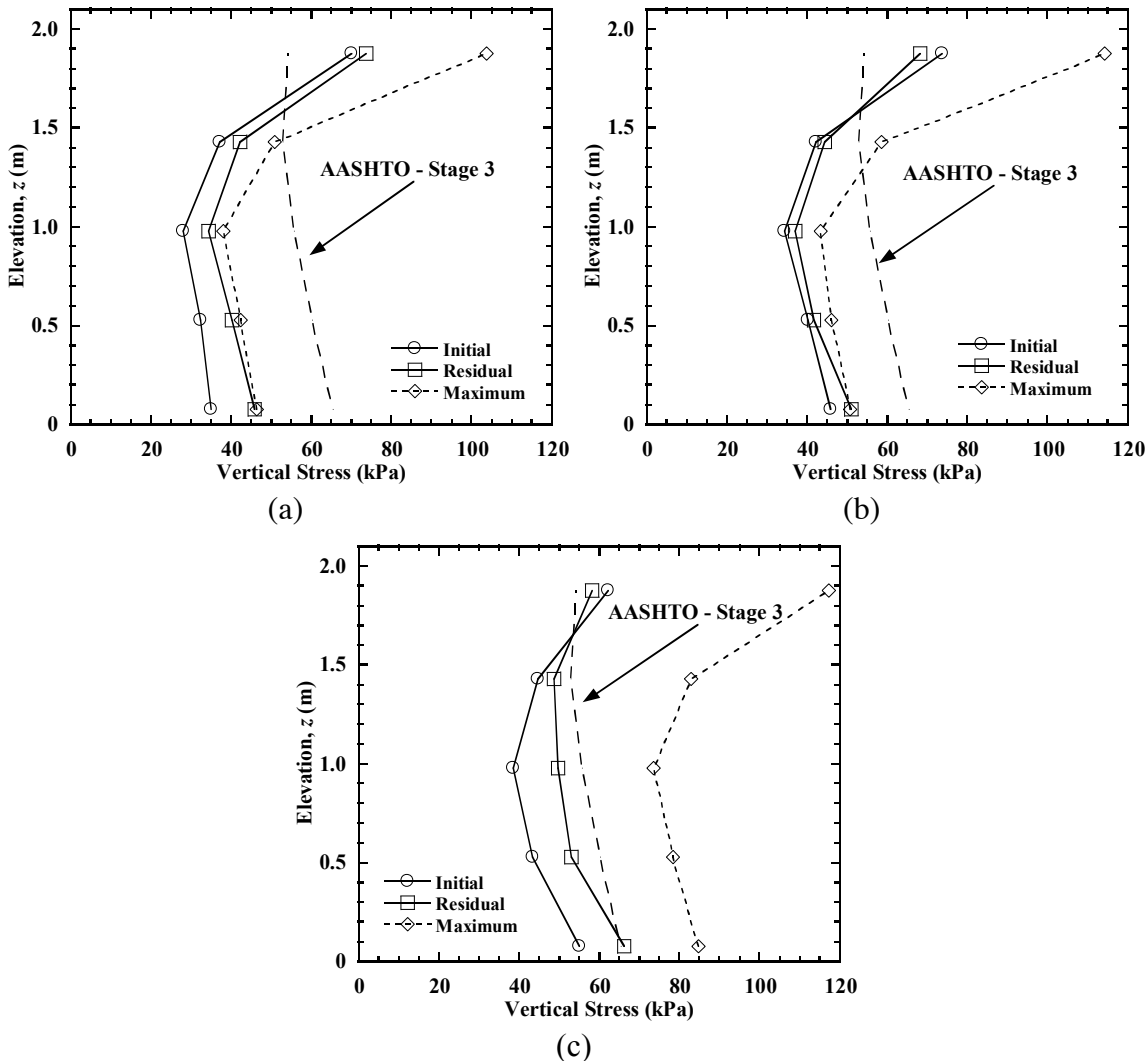 2.0
1.5
1.0
0.5
0
Elevation, z (m)
AASHTO - Stage 3
Initial
Residual
Maximum
0 20 40 60 80 100 120
Vertical Stress (kPa)
(a)
2.0
1.5
1.0
0.5
0
Elevation, z (m)
AASHTO - Stage 3
Initial
Residual
Maximum
0 20 40 60 80 100 120
Vertical Stress (kPa)
(b)
2.0
1.5
1.0
0.5
0
Elevation, z (m)
AASHTO - Stage 3
Initial
Residual
Maximum
0 20 40 60 80 100 120
Vertical Stress (kPa)
(c)